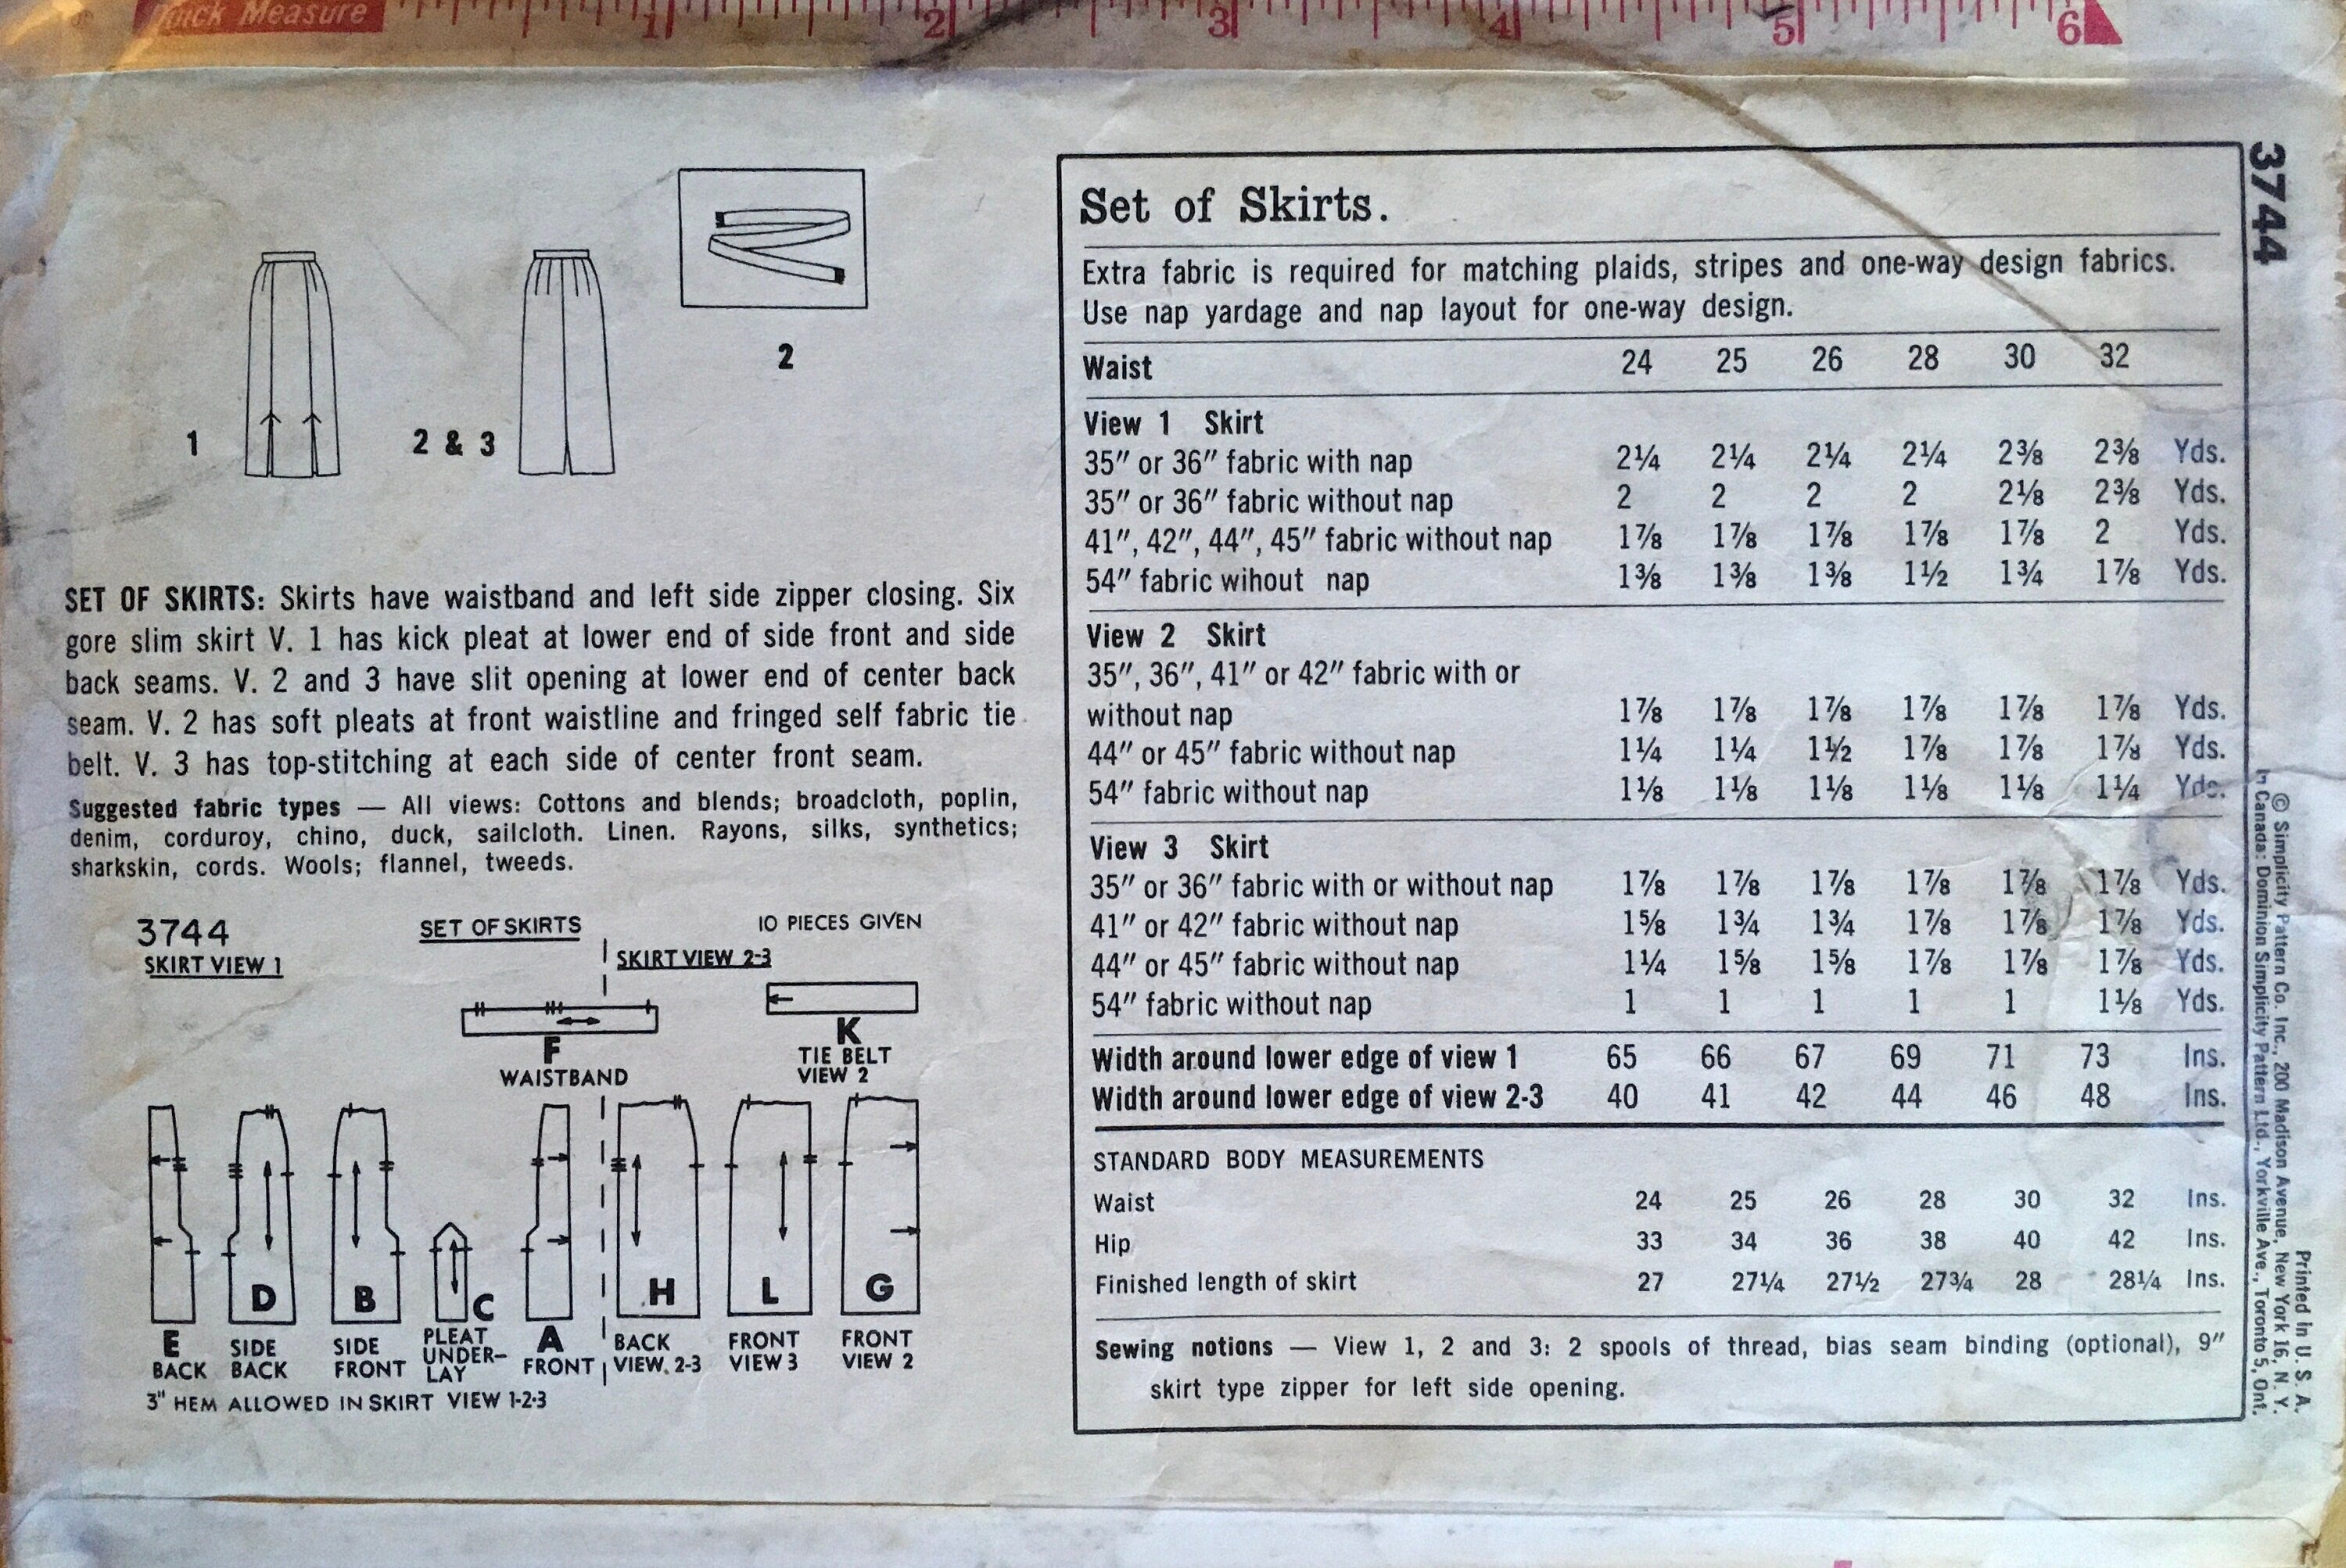 Quick Measure 1 2 3 4 5 6
1
2 & 3
2
SET OF SKIRTS: Skirts have waistband and left side zipper closing. Six
gore slim skirt V. 1 has kick pleat at lower end of side front and side
back seams. V. 2 and 3 have slit opening at lower end of center back
seam. V. 2 has soft pleats at front waistline and fringed self fabric tie
belt. V. 3 has top-stitching at each side of center front seam.
Suggested fabric types — All views: Cottons and blends; broadcloth, poplin,
denim, corduroy, chino, duck, sailcloth. Linen. Rayons, silks, synthetics;
sharkskin, cords. Wools; flannel, tweeds.
3744 SET OF SKIRTS 10 PIECES GIVEN
SKIRT VIEW 1 SKIRT VIEW 2-3
F
WAISTBAND
K
TIE BELT
VIEW 2
E
BACK
D
SIDE
BACK
B
SIDE
FRONT
C
PLEAT
UNDER-
LAY
A
FRONT
H
BACK
VIEW. 2-3
L
FRONT
VIEW 3
G
FRONT
VIEW 2
3" HEM ALLOWED IN SKIRT VIEW 1-2-3
Set of Skirts.
Extra fabric is required for matching plaids, stripes and one-way design fabrics.
Use nap yardage and nap layout for one-way design.
Waist 24 25 26 28 30 32
View 1 Skirt
35″ or 36″ fabric with nap 2¼ 2¼ 2¼ 2¼ 2⅜ 2⅜ Yds.
35″ or 36″ fabric without nap 2 2 2 2 2⅛ 2⅜ Yds.
41″, 42″, 44″, 45″ fabric without nap 1⅞ 1⅞ 1⅞ 1⅞ 1⅞ 2 Yds.
54″ fabric wihout nap 1⅜ 1⅜ 1⅜ 1½ 1¾ 1⅞ Yds.
View 2 Skirt
35″, 36″, 41″ or 42″ fabric with or
without nap 1⅞ 1⅞ 1⅞ 1⅞ 1⅞ 1⅞ Yds.
44″ or 45″ fabric without nap 1¼ 1¼ 1½ 1⅞ 1⅞ 1⅞ Yds.
54″ fabric without nap 1⅛ 1⅛ 1⅛ 1⅛ 1⅛ 1¼ Yds.
View 3 Skirt
35″ or 36″ fabric with or without nap 1⅞ 1⅞ 1⅞ 1⅞ 1⅞ 1⅞ Yds.
41″ or 42″ fabric without nap 1⅝ 1¾ 1¾ 1⅞ 1⅞ 1⅞ Yds.
44″ or 45″ fabric without nap 1¼ 1⅝ 1⅝ 1⅞ 1⅞ 1⅞ Yds.
54″ fabric without nap 1 1 1 1 1 1⅛ Yds.
Width around lower edge of view 1 65 66 67 69 71 73 Ins.
Width around lower edge of view 2-3 40 41 42 44 46 48 Ins.
STANDARD BODY MEASUREMENTS
Waist 24 25 26 28 30 32 Ins.
Hip 33 34 36 38 40 42 Ins.
Finished length of skirt 27 27¼ 27½ 27¾ 28 28¼ Ins.
Sewing notions — View 1, 2 and 3: 2 spools of thread, bias seam binding (optional), 9″
skirt type zipper for left side opening.
3744
Printed in U. S. A.
© Simplicity Pattern Co. Inc., 200 Madison Avenue, New York 16, N. Y.
In Canada: Dominion Simplicity Pattern Ltd., Yorkville Ave., Toronto 5, Ont.